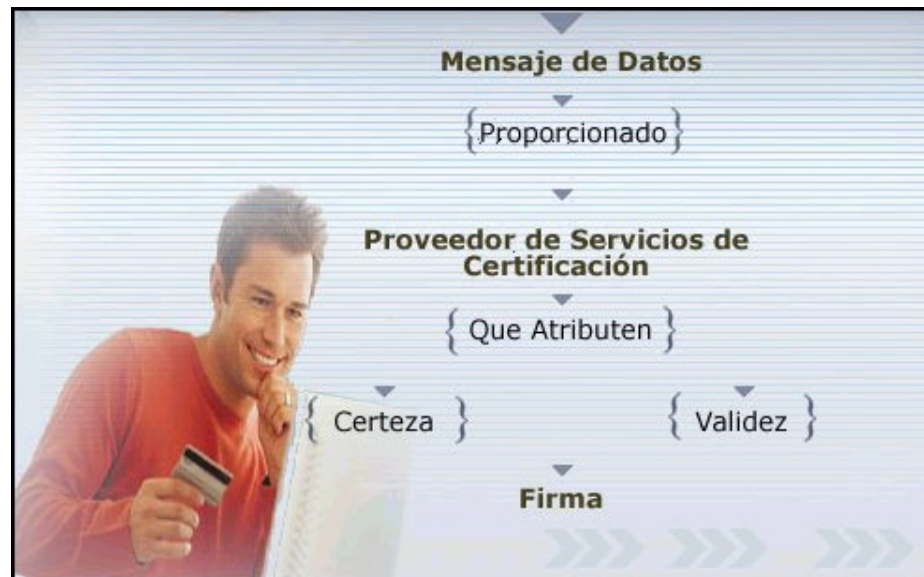 Mensaje de Datos
{Proporcionado}
Proveedor de Servicios de
Certificación
{ Que Atributen }
{ Certeza } { Validez }
Firma